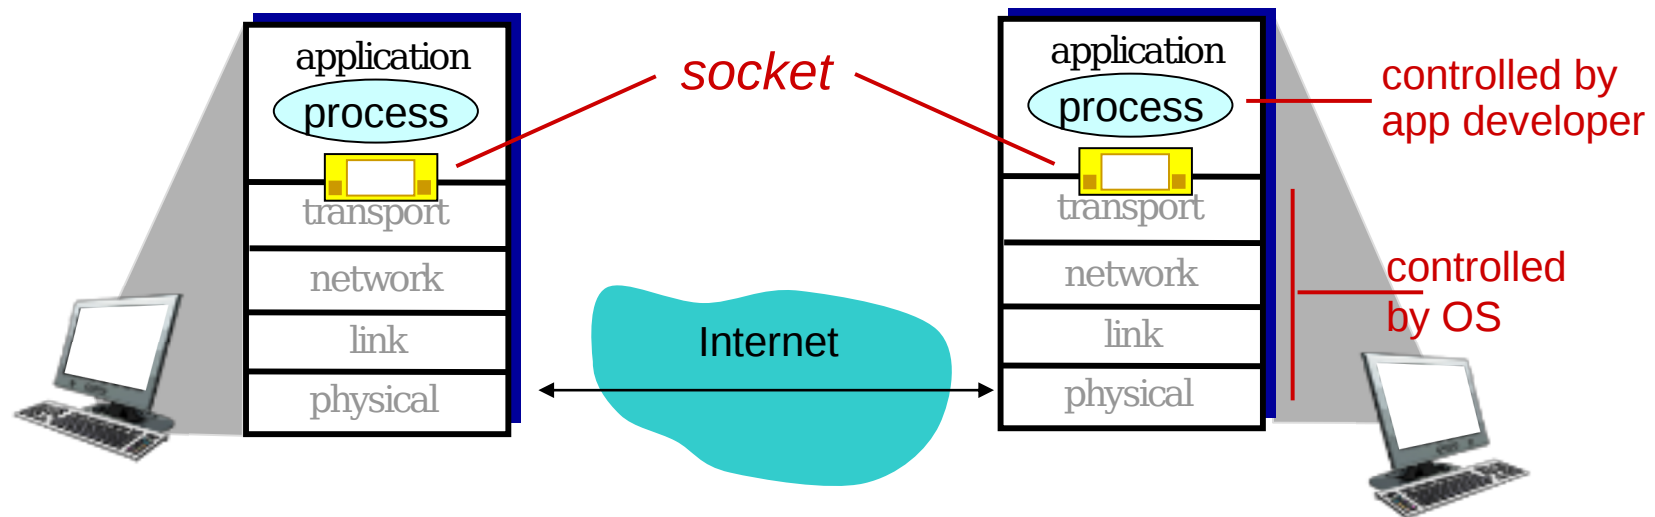 application
process
transport
network
link
physical
socket
Internet
application
process
transport
network
link
physical
controlled by
app developer
controlled
by OS